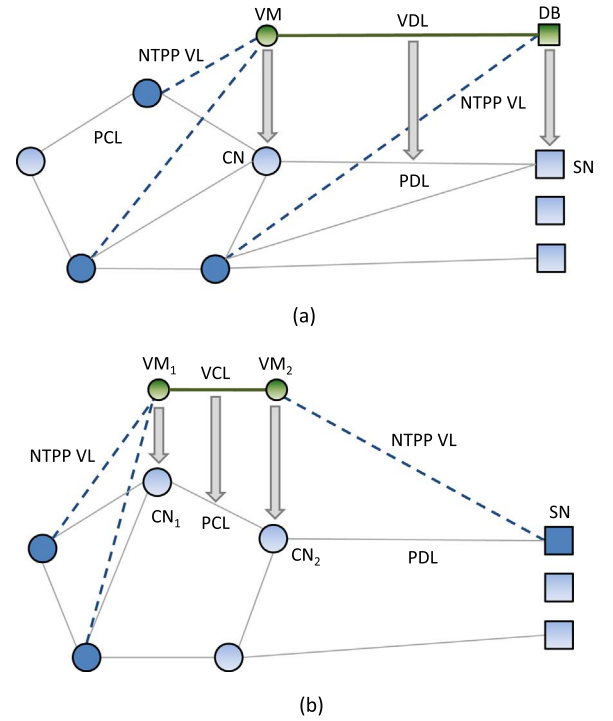 VM
VDL
DB
NTPP VL
NTPP VL
PCL
CN
SN
PDL
(a)
VM1
VCL
VM2
NTPP VL
NTPP VL
SN
CN1
PCL
CN2
PDL
(b)